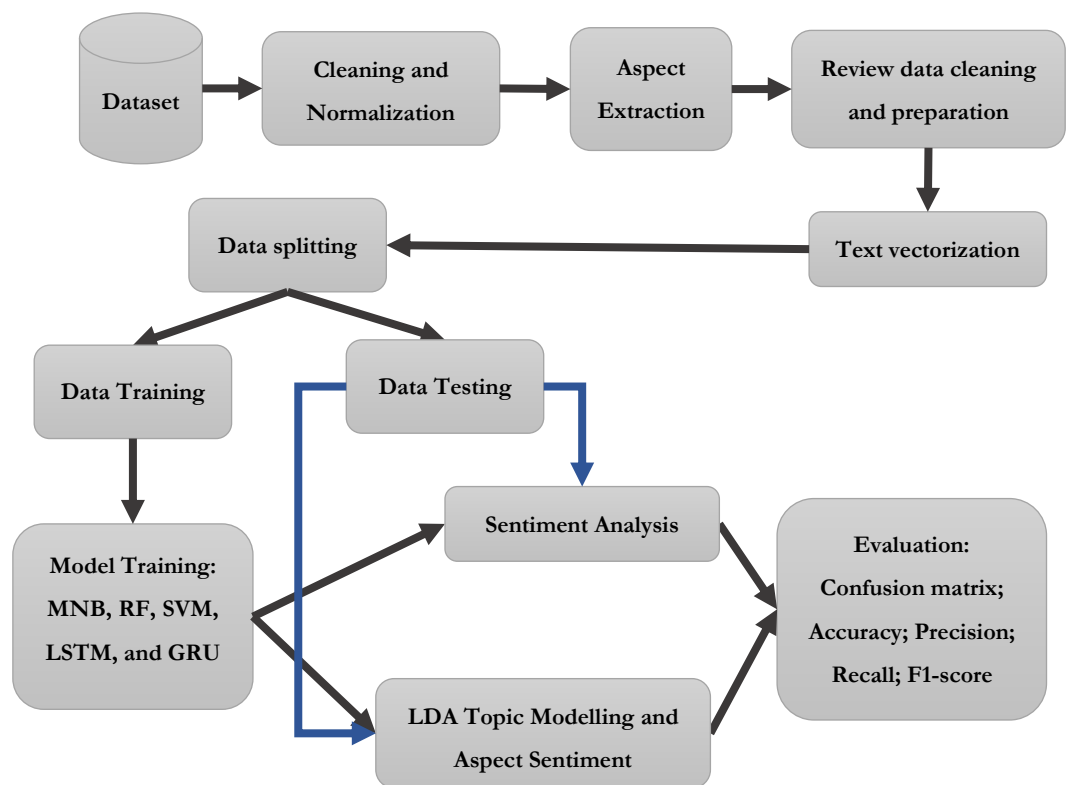 Dataset
Cleaning and
Normalization
Aspect
Extraction
Review data cleaning
and preparation
Text vectorization
Data splitting
Data Training
Data Testing
Model Training:
MNB, RF, SVM,
LSTM, and GRU
Sentiment Analysis
LDA Topic Modelling and
Aspect Sentiment
Evaluation:
Confusion matrix;
Accuracy; Precision;
Recall; F1-score